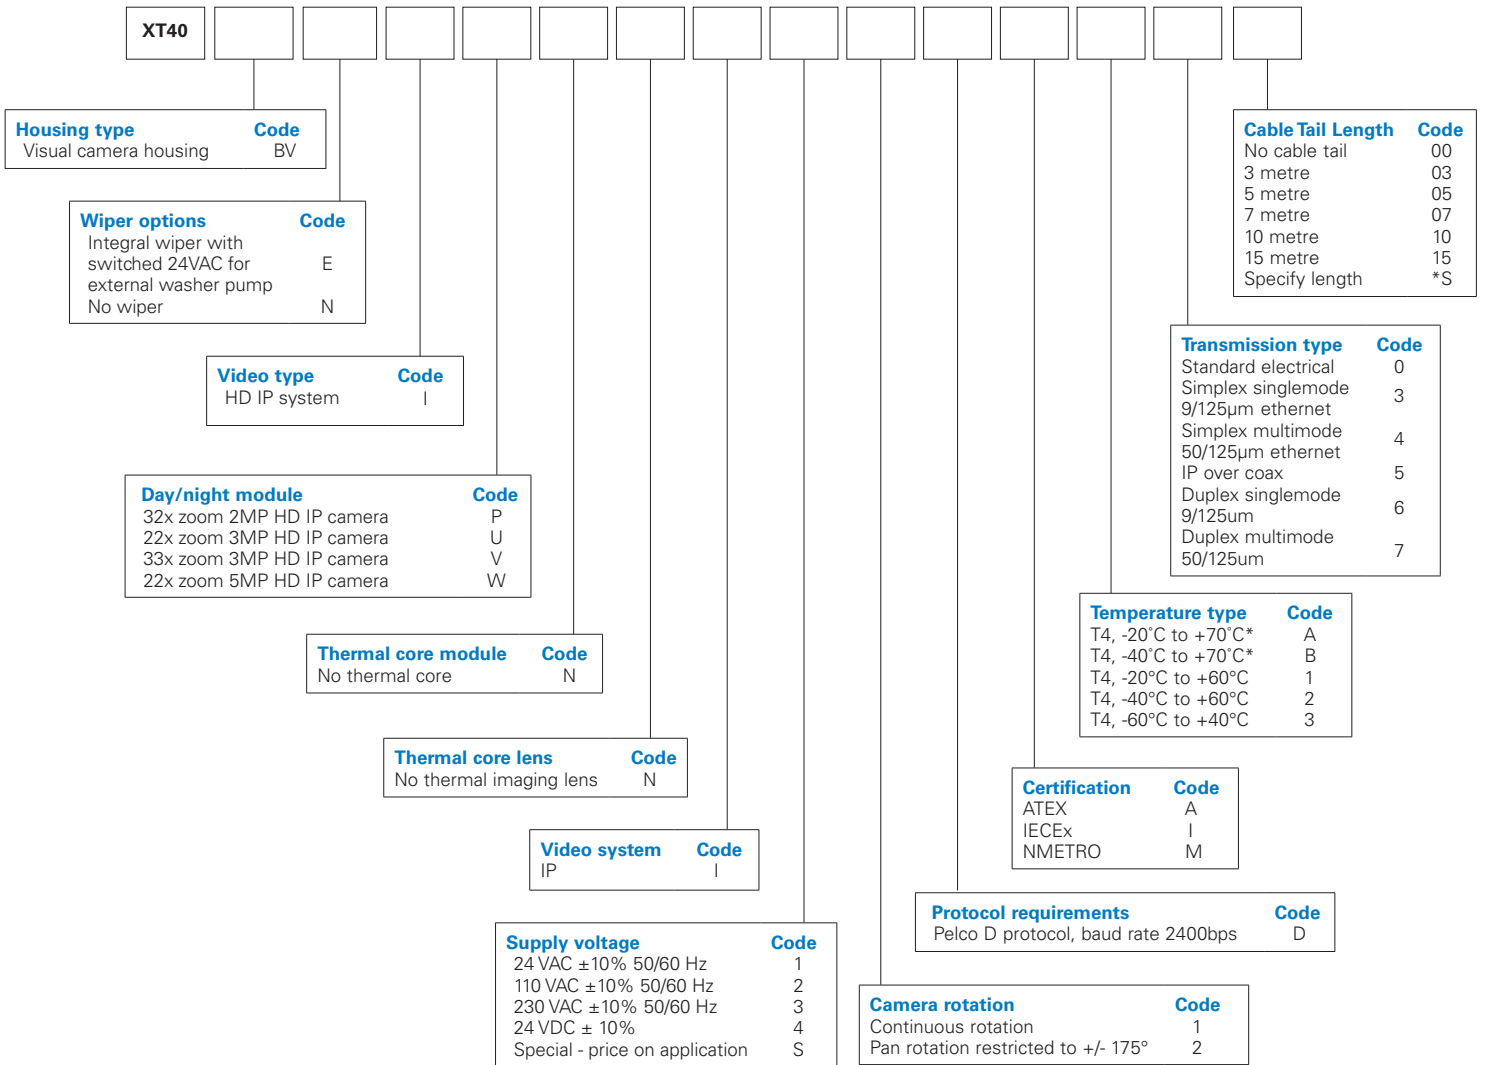 XT40
Housing type Code
Visual camera housing BV
Wiper options Code
Integral wiper with
switched 24VAC for E
external washer pump
No wiper N
Video type Code
HD IP system I
Day/night module Code
32x zoom 2MP HD IP camera P
22x zoom 3MP HD IP camera U
33x zoom 3MP HD IP camera V
22x zoom 5MP HD IP camera W
Thermal core module Code
No thermal core N
Thermal core lens Code
No thermal imaging lens N
Video system Code
IP I
Supply voltage Code
24 VAC ±10% 50/60 Hz 1
110 VAC ±10% 50/60 Hz 2
230 VAC ±10% 50/60 Hz 3
24 VDC ± 10% 4
Special - price on application S
Camera rotation Code
Continuous rotation 1
Pan rotation restricted to +/- 175° 2
Protocol requirements Code
Pelco D protocol, baud rate 2400bps D
Certification Code
ATEX A
IECEx I
NMETRO M
Temperature type Code
T4, -20˚C to +70˚C* A
T4, -40˚C to +70˚C* B
T4, -20°C to +60°C 1
T4, -40°C to +60°C 2
T4, -60°C to +40°C 3
Transmission type Code
Standard electrical 0
Simplex singlemode
9/125µm ethernet 3
Simplex multimode
50/125µm ethernet 4
IP over coax 5
Duplex singlemode
9/125um 6
Duplex multimode
50/125um 7
Cable Tail Length Code
No cable tail 00
3 metre 03
5 metre 05
7 metre 07
10 metre 10
15 metre 15
Specify length *S